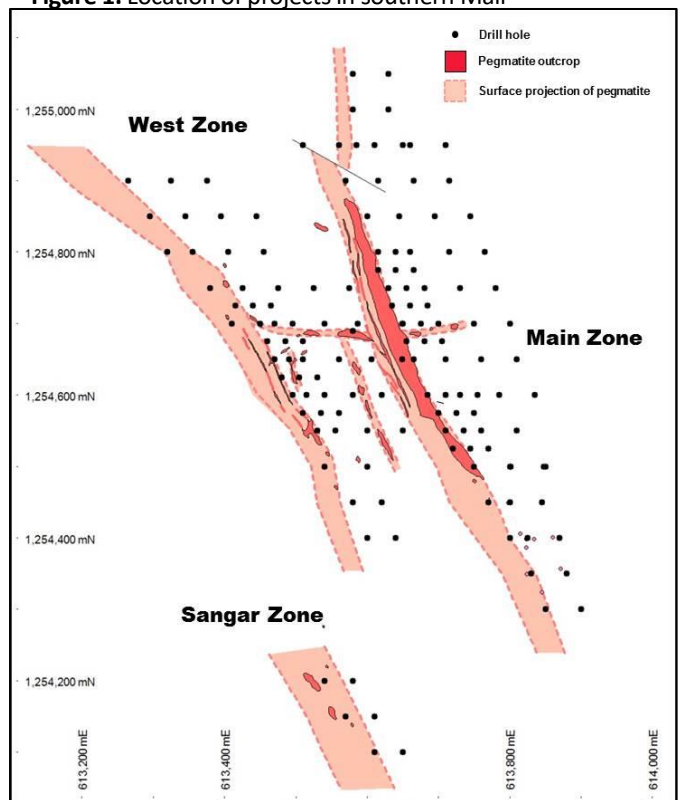 Figure 1: Location of projects in southern Mali
Drill hole
Pegmatite outcrop
Surface projection of pegmatite
1,255,000 mN
West Zone
1,254,800 mN
Main Zone
1,254,600 mN
1,254,400 mN
Sangar Zone
1,254,200 mN
613,200 mE
613,400 mE
613,800 mE
614,000 mE